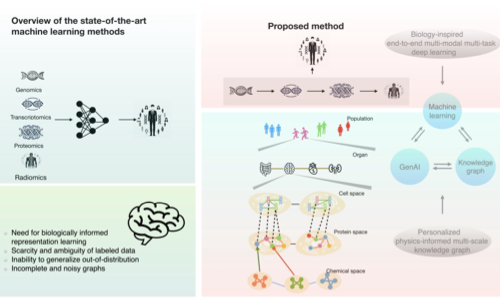 Overview of the state-of-the-art
machine learning methods
Genomics
Transcriptomics
Proteomics
Radiomics
Need for biologically informed
representation learning
Scarcity and ambiguity of labeled data
Inability to generalize out-of-distribution
Incomplete and noisy graphs
Proposed method
Population
Organ
Cell space
Protein space
Chemical space
Biology-inspired
end-to-end multi-modal multi-task
deep learning
Machine
learning
GenAI
Knowledge
graph
Personalized
physics-informed multi-scale
knowledge graph